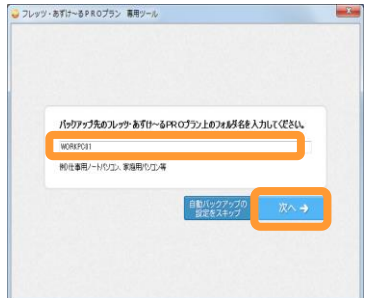 フレッツ・あずけ～るPROプラン 専用ツール
バックアップ先のフレッツ・あずけ～るPROプラン上のフォルダ名を入力してください。
WORKPC01
例)仕事用ノートパソコン、家庭用パソコン等
自動バックアップの
設定をスキップ
次へ →